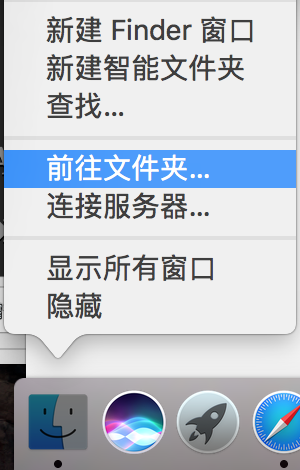 新建 Finder 窗口
新建智能文件夹
查找...
前往文件夹...
连接服务器...
显示所有窗口
隐藏